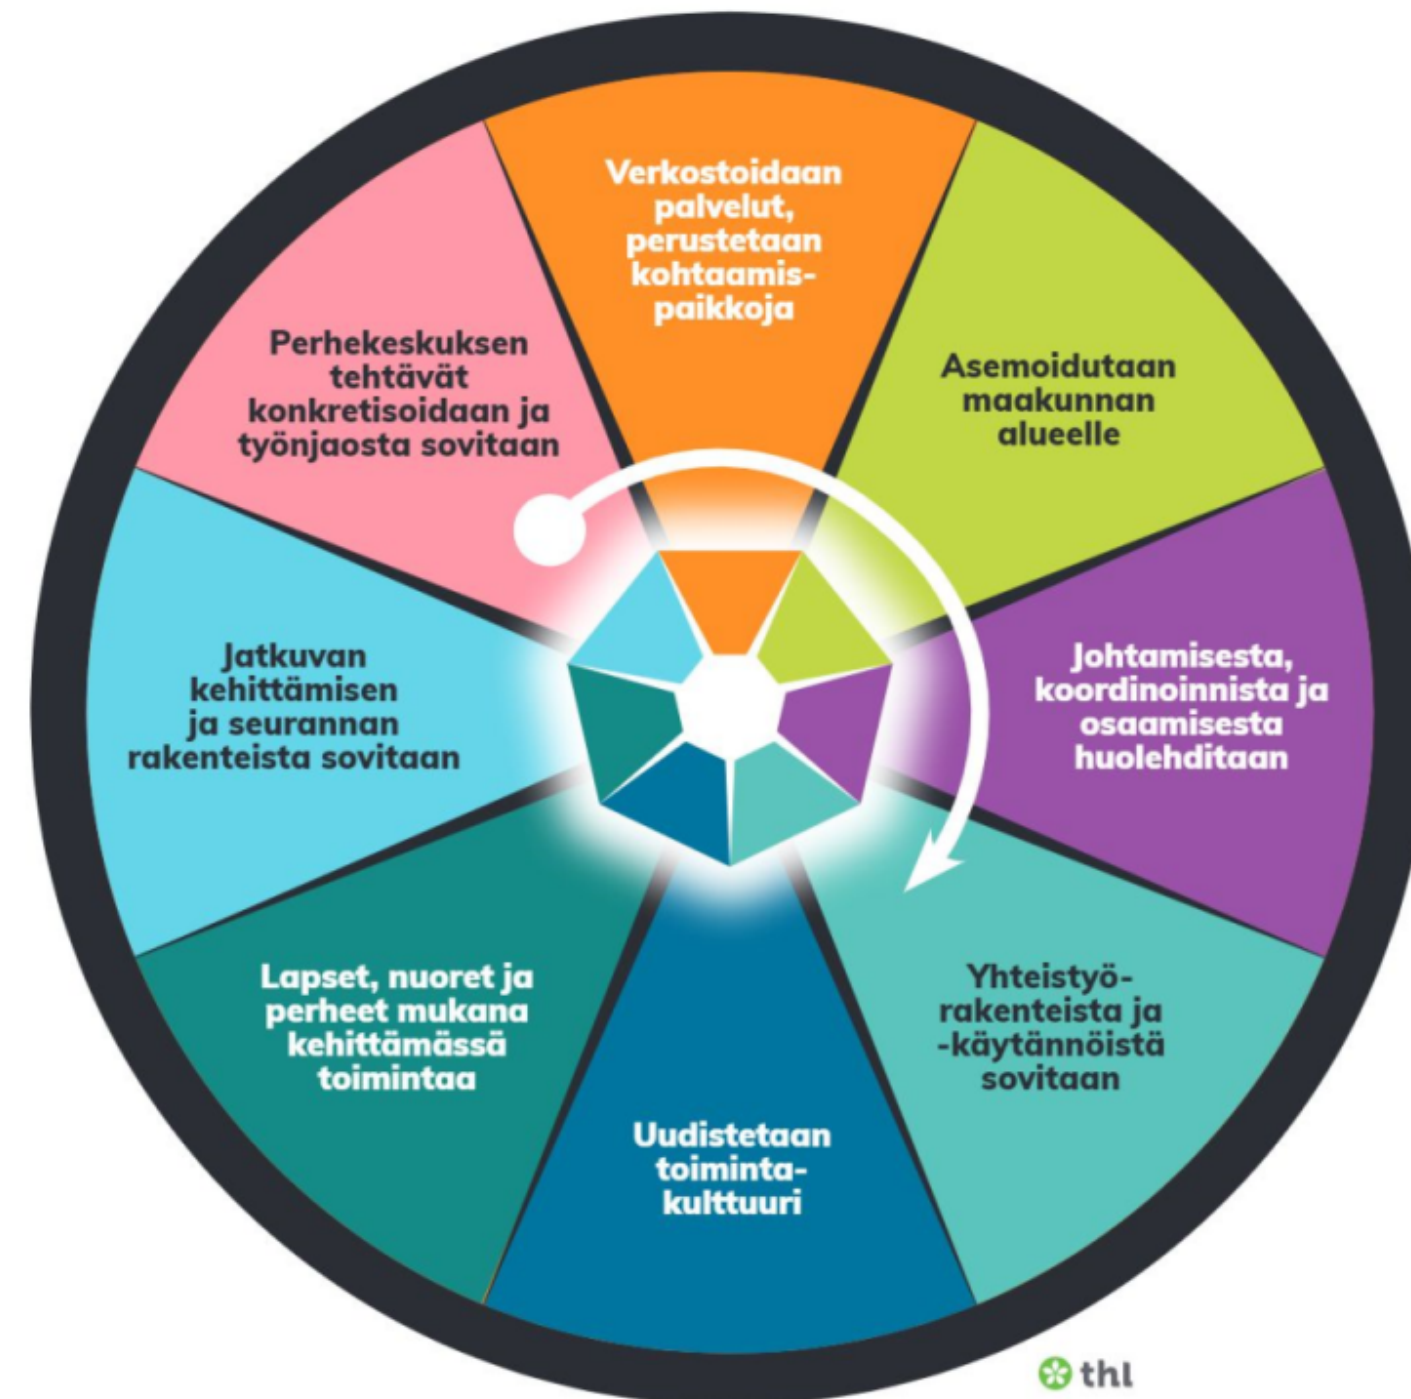 Verkostoidaan
palvelut,
perustetaan
kohtaamis-
paikkoja
Asemoidutaan
maakunnan
alueelle
Johtamisesta,
koordinoinnista ja
osaamisesta
huolehditaan
Yhteistyö-
rakenteista ja
-käytännöistä
sovitaan
Uudistetaan
toiminta-
kulttuuri
Lapset, nuoret ja
perheet mukana
kehittämässä
toimintaa
Jatkuvan
kehittämisen
ja seurannan
rakenteista sovitaan
Perhekeskuksen
tehtävät
konkretisoidaan ja
työnjaosta sovitaan
thl